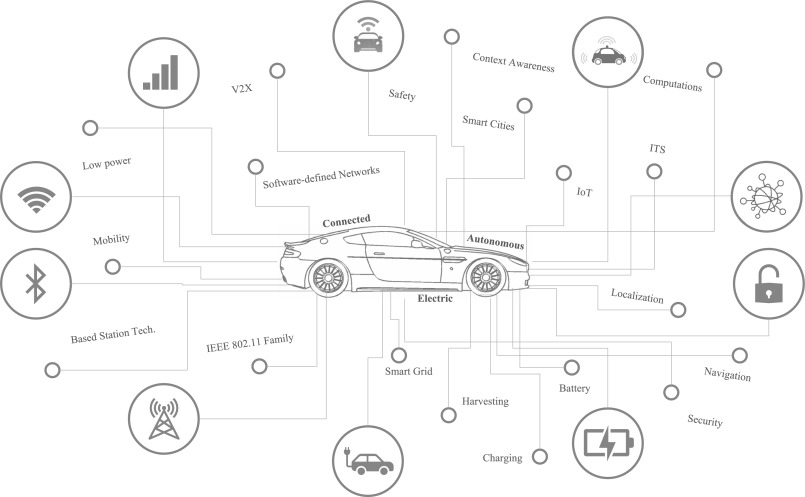 Context Awareness
Computations
V2X
Safety
Smart Cities
ITS
Low power
Software-defined Networks
IoT
Connected
Mobility
Autonomous
Electric
Localization
Based Station Tech.
IEEE 802.11 Family
Smart Grid
Navigation
Battery
Harvesting
Security
Charging